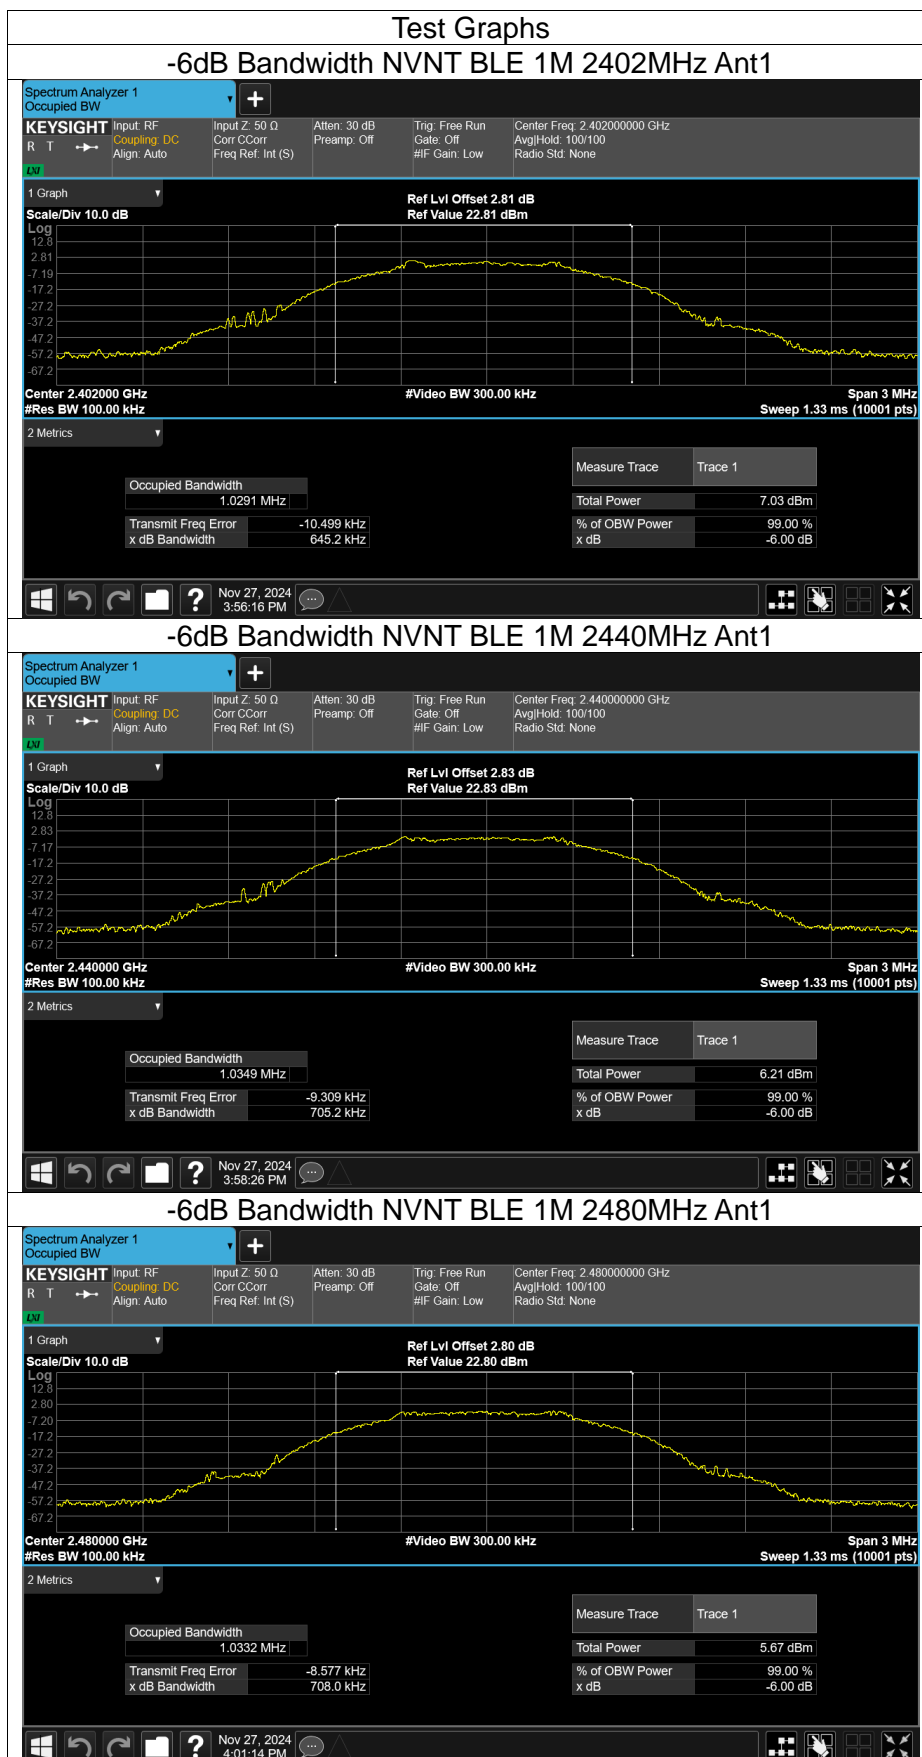 Test Graphs
-6dB Bandwidth NVNT BLE 1M 2402MHz Ant1
Spectrum Analyzer 1
Occupied BW
KEYSIGHT Input: RF Input Z: 50 Ω Atten: 30 dB Trig: Free Run Center Freq: 2.402000000 GHz
R T Coupling: DC Corr CCorr Preamp: Off Gate: Off Avg|Hold: 100/100
Align: Auto Freq Ref: Int (S) #IF Gain: Low Radio Std: None
LXI
1 Graph Ref Lvl Offset 2.81 dB
Scale/Div 10.0 dB Ref Value 22.81 dBm
Log
12.8
2.81
-7.19
-17.2
-27.2
-37.2
-47.2
-57.2
-67.2
Center 2.402000 GHz #Video BW 300.00 kHz Span 3 MHz
#Res BW 100.00 kHz Sweep 1.33 ms (10001 pts)
2 Metrics
Measure Trace Trace 1
Occupied Bandwidth
1.0291 MHz Total Power 7.03 dBm
Transmit Freq Error -10.499 kHz % of OBW Power 99.00 %
x dB Bandwidth 645.2 kHz x dB -6.00 dB
? Nov 27, 2024
3:56:16 PM
-6dB Bandwidth NVNT BLE 1M 2440MHz Ant1
Spectrum Analyzer 1
Occupied BW
KEYSIGHT Input: RF Input Z: 50 Ω Atten: 30 dB Trig: Free Run Center Freq: 2.440000000 GHz
R T Coupling: DC Corr CCorr Preamp: Off Gate: Off Avg|Hold: 100/100
Align: Auto Freq Ref: Int (S) #IF Gain: Low Radio Std: None
LXI
1 Graph Ref Lvl Offset 2.83 dB
Scale/Div 10.0 dB Ref Value 22.83 dBm
Log
12.8
2.83
-7.17
-17.2
-27.2
-37.2
-47.2
-57.2
-67.2
Center 2.440000 GHz #Video BW 300.00 kHz Span 3 MHz
#Res BW 100.00 kHz Sweep 1.33 ms (10001 pts)
2 Metrics
Measure Trace Trace 1
Occupied Bandwidth
1.0349 MHz Total Power 6.21 dBm
Transmit Freq Error -9.309 kHz % of OBW Power 99.00 %
x dB Bandwidth 705.2 kHz x dB -6.00 dB
? Nov 27, 2024
3:58:26 PM
-6dB Bandwidth NVNT BLE 1M 2480MHz Ant1
Spectrum Analyzer 1
Occupied BW
KEYSIGHT Input: RF Input Z: 50 Ω Atten: 30 dB Trig: Free Run Center Freq: 2.480000000 GHz
R T Coupling: DC Corr CCorr Preamp: Off Gate: Off Avg|Hold: 100/100
Align: Auto Freq Ref: Int (S) #IF Gain: Low Radio Std: None
LXI
1 Graph Ref Lvl Offset 2.80 dB
Scale/Div 10.0 dB Ref Value 22.80 dBm
Log
12.8
2.80
-7.20
-17.2
-27.2
-37.2
-47.2
-57.2
-67.2
Center 2.480000 GHz #Video BW 300.00 kHz Span 3 MHz
#Res BW 100.00 kHz Sweep 1.33 ms (10001 pts)
2 Metrics
Measure Trace Trace 1
Occupied Bandwidth
1.0332 MHz Total Power 5.67 dBm
Transmit Freq Error -8.577 kHz % of OBW Power 99.00 %
x dB Bandwidth 708.0 kHz x dB -6.00 dB
? Nov 27, 2024
4:01:14 PM